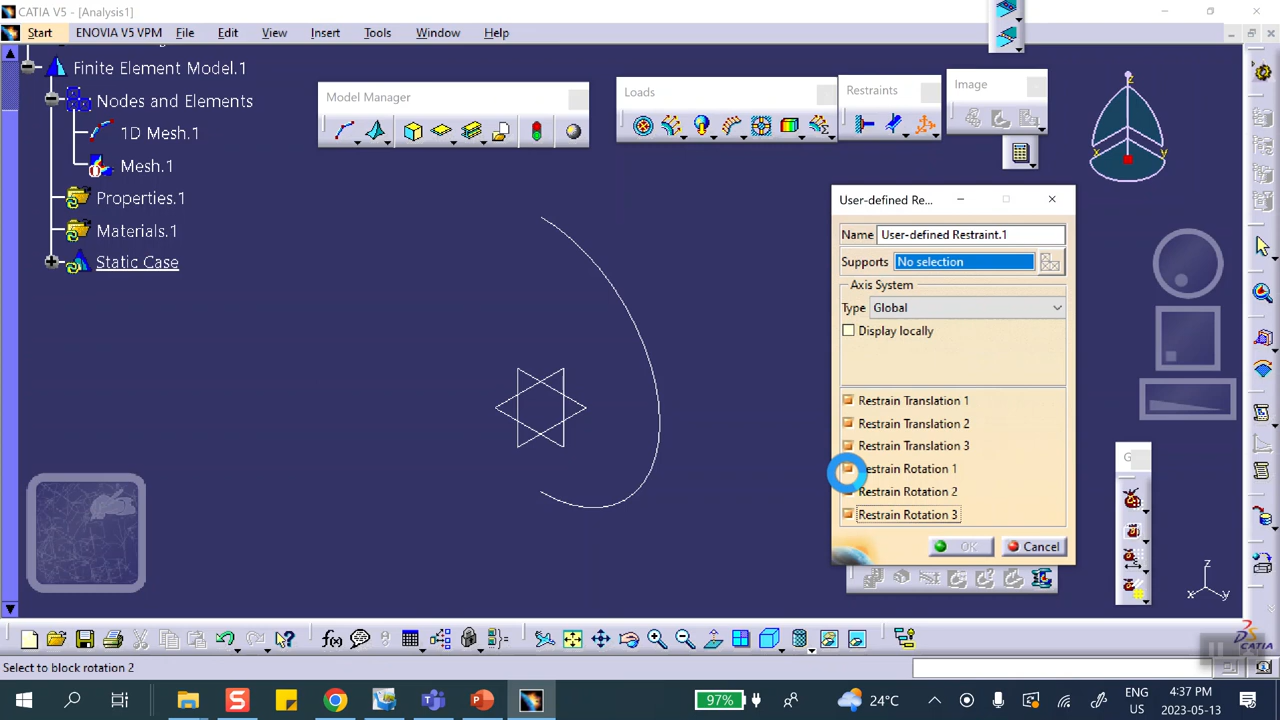 CATIA V5 - [Analysis1]
Start ENOVIA V5 VPM File Edit View Insert Tools Window Help
Finite Element Model.1
Nodes and Elements
1D Mesh.1
Mesh.1
Properties.1
Materials.1
Static Case
Model Manager
Loads
Restraints
Image
z
x
y
User-defined Re...
Name User-defined Restraint.1
Supports No selection
Axis System
Type Global
Display locally
Restrain Translation 1
Restrain Translation 2
Restrain Translation 3
Restrain Rotation 1
Restrain Rotation 2
Restrain Rotation 3
OK Cancel
G
z
x y
f(x)
CATIA
Select to block rotation 2
97%
24°C
ENG
US
4:37 PM
2023-05-13